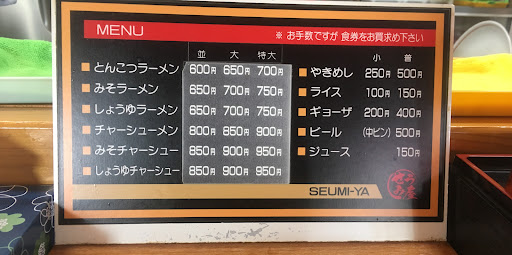 MENU
※ お手数ですが 食券をお買求め下さい
並 大 特大
とんこつラーメン 600円 650円 700円
みそラーメン 650円 700円 750円
しょうゆラーメン 650円 700円 750円
チャーシューメン 800円 850円 900円
みそチャーシュー 850円 900円 950円
しょうゆチャーシュー 850円 900円 950円
小 普
やきめし 250円 500円
ライス 100円 150円
ギョーザ 200円 400円
ビール (中ビン) 500円
ジュース 150円
SEUMI-YA